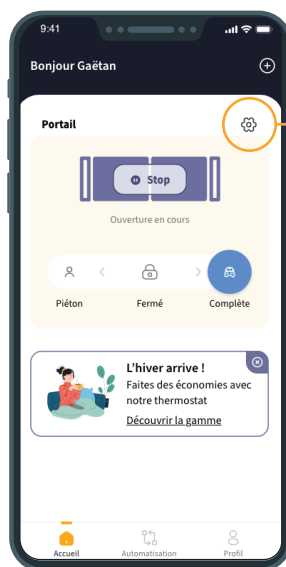 9:41
Bonjour Gaëtan
Portail
Stop
Ouverture en cours
Piéton Fermé Complète
L'hiver arrive !
Faites des économies avec
notre thermostat
Découvrir la gamme
Accueil Automatisation Profil